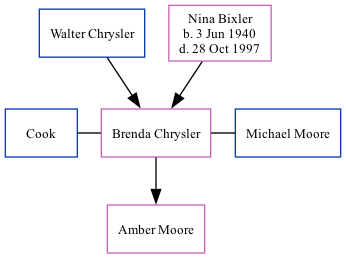 Walter Chrysler
Nina Bixler
b. 3 Jun 1940
d. 28 Oct 1997
Cook
Brenda Chrysler
Michael Moore
Amber Moore